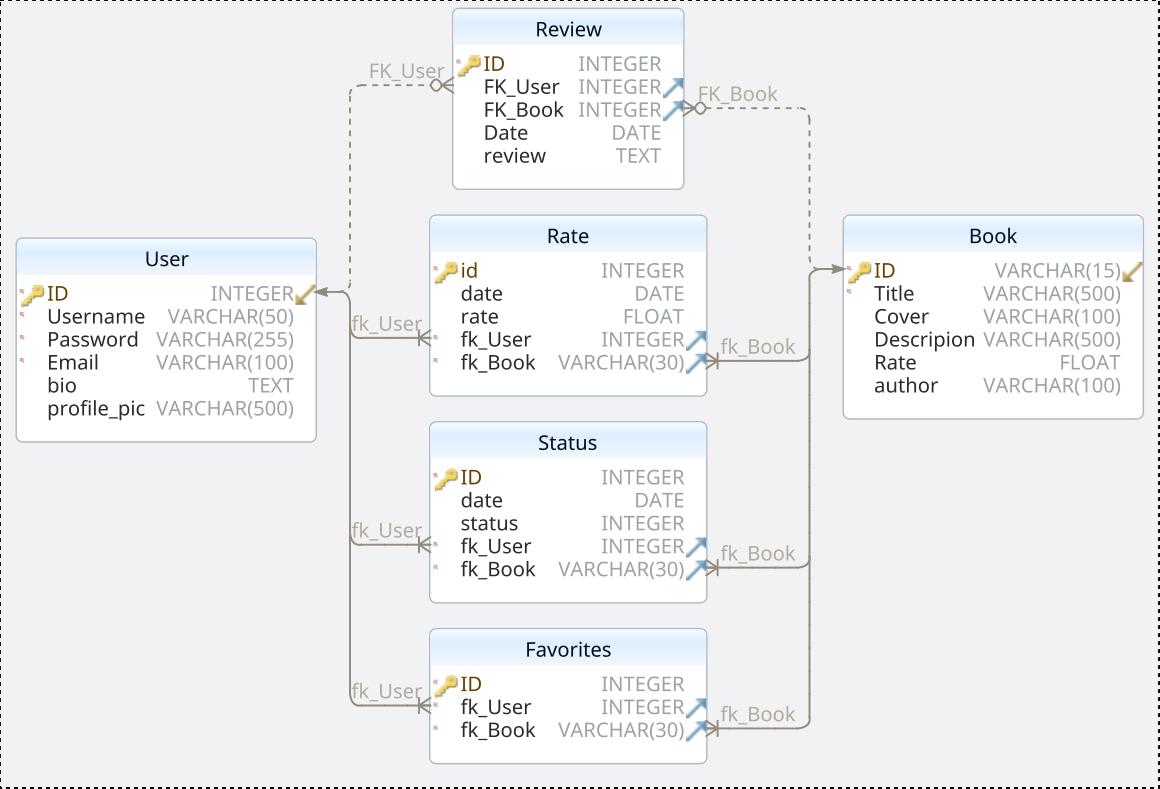 Review
ID INTEGER
FK_User INTEGER
FK_Book INTEGER
Date DATE
review TEXT
FK_User
FK_Book
User
ID INTEGER
Username VARCHAR(50)
Password VARCHAR(255)
Email VARCHAR(100)
bio TEXT
profile_pic VARCHAR(500)
fk_User
Rate
id INTEGER
date DATE
rate FLOAT
fk_User INTEGER
fk_Book VARCHAR(30)
fk_Book
Book
ID VARCHAR(15)
Title VARCHAR(500)
Cover VARCHAR(100)
Descripion VARCHAR(500)
Rate FLOAT
author VARCHAR(100)
Status
ID INTEGER
date DATE
status INTEGER
fk_User INTEGER
fk_Book VARCHAR(30)
fk_User
fk_Book
Favorites
ID INTEGER
fk_User INTEGER
fk_Book VARCHAR(30)
fk_User
fk_Book